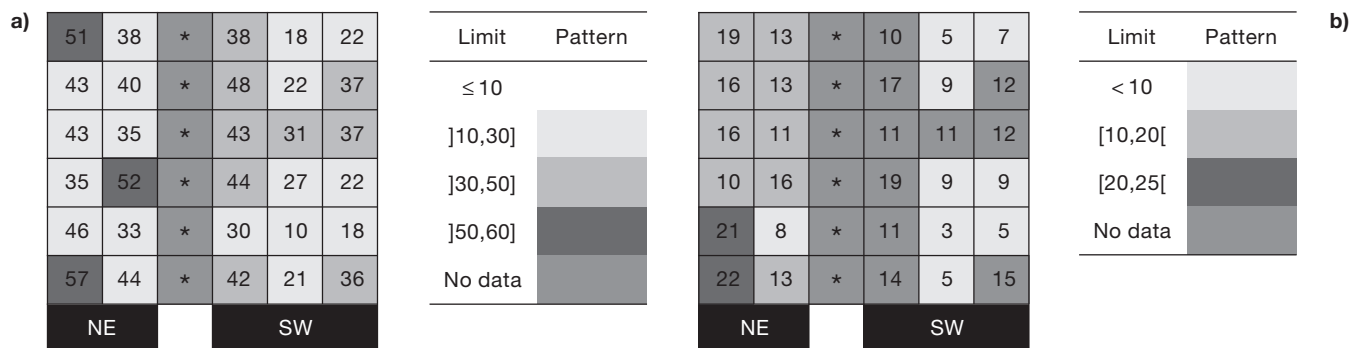 a)
51 38 * 38 18 22
43 40 * 48 22 37
43 35 * 43 31 37
35 52 * 44 27 22
46 33 * 30 10 18
57 44 * 42 21 36
NE SW
Limit Pattern
≤ 10
]10,30]
]30,50]
]50,60]
No data
19 13 * 10 5 7
16 13 * 17 9 12
16 11 * 11 11 12
10 16 * 19 9 9
21 8 * 11 3 5
22 13 * 14 5 15
NE SW
Limit Pattern
< 10
[10,20[
[20,25[
No data
b)